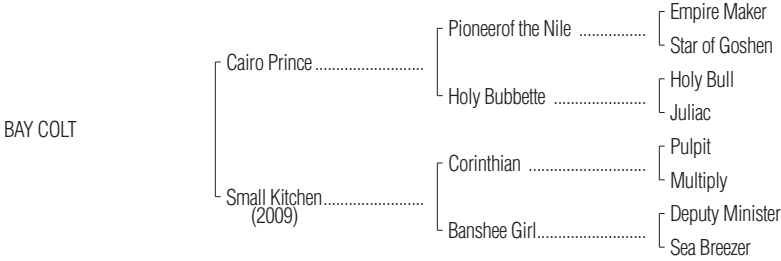 Empire Maker
Pioneerof the Nile ................
Star of Goshen
Cairo Prince ..........................
Holy Bull
Holy Bubbette ......................
Juliac
BAY COLT
Pulpit
Corinthian ............................
Multiply
Small Kitchen........................
(2009)
Deputy Minister
Banshee Girl..........................
Sea Breezer